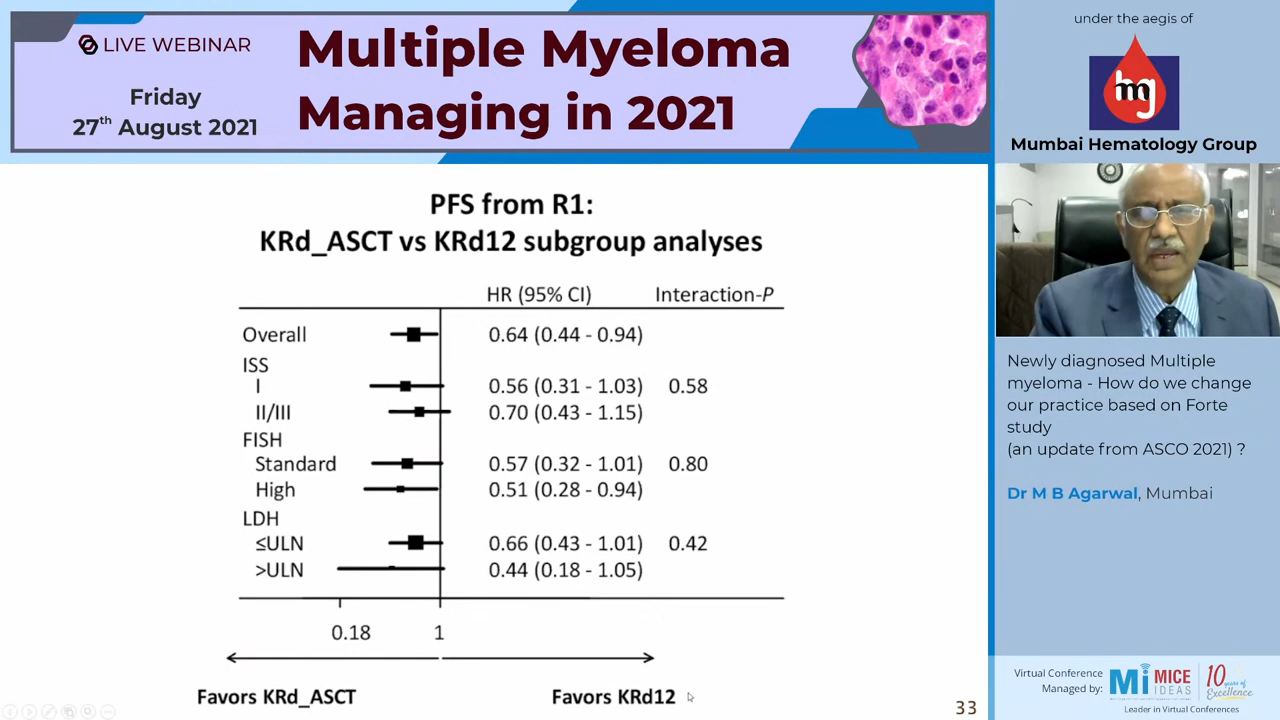 LIVE WEBINAR
Friday
27th August 2021
Multiple Myeloma
Managing in 2021
under the aegis of
hmg
Mumbai Hematology Group
PFS from R1:
KRd_ASCT vs KRd12 subgroup analyses
HR (95% CI) Interaction-P
Overall 0.64 (0.44 - 0.94)
ISS
I 0.56 (0.31 - 1.03) 0.58
II/III 0.70 (0.43 - 1.15)
FISH
Standard 0.57 (0.32 - 1.01) 0.80
High 0.51 (0.28 - 0.94)
LDH
≤ULN 0.66 (0.43 - 1.01) 0.42
>ULN 0.44 (0.18 - 1.05)
0.18 1
Favors KRd_ASCT Favors KRd12
33
Newly diagnosed Multiple
myeloma - How do we change
our practice based on Forte
study
(an update from ASCO 2021) ?
Dr M B Agarwal, Mumbai
Virtual Conference
Managed by:
Mi MICE
IDEAS
10 years of
Excellence
Leader in Virtual Conferences